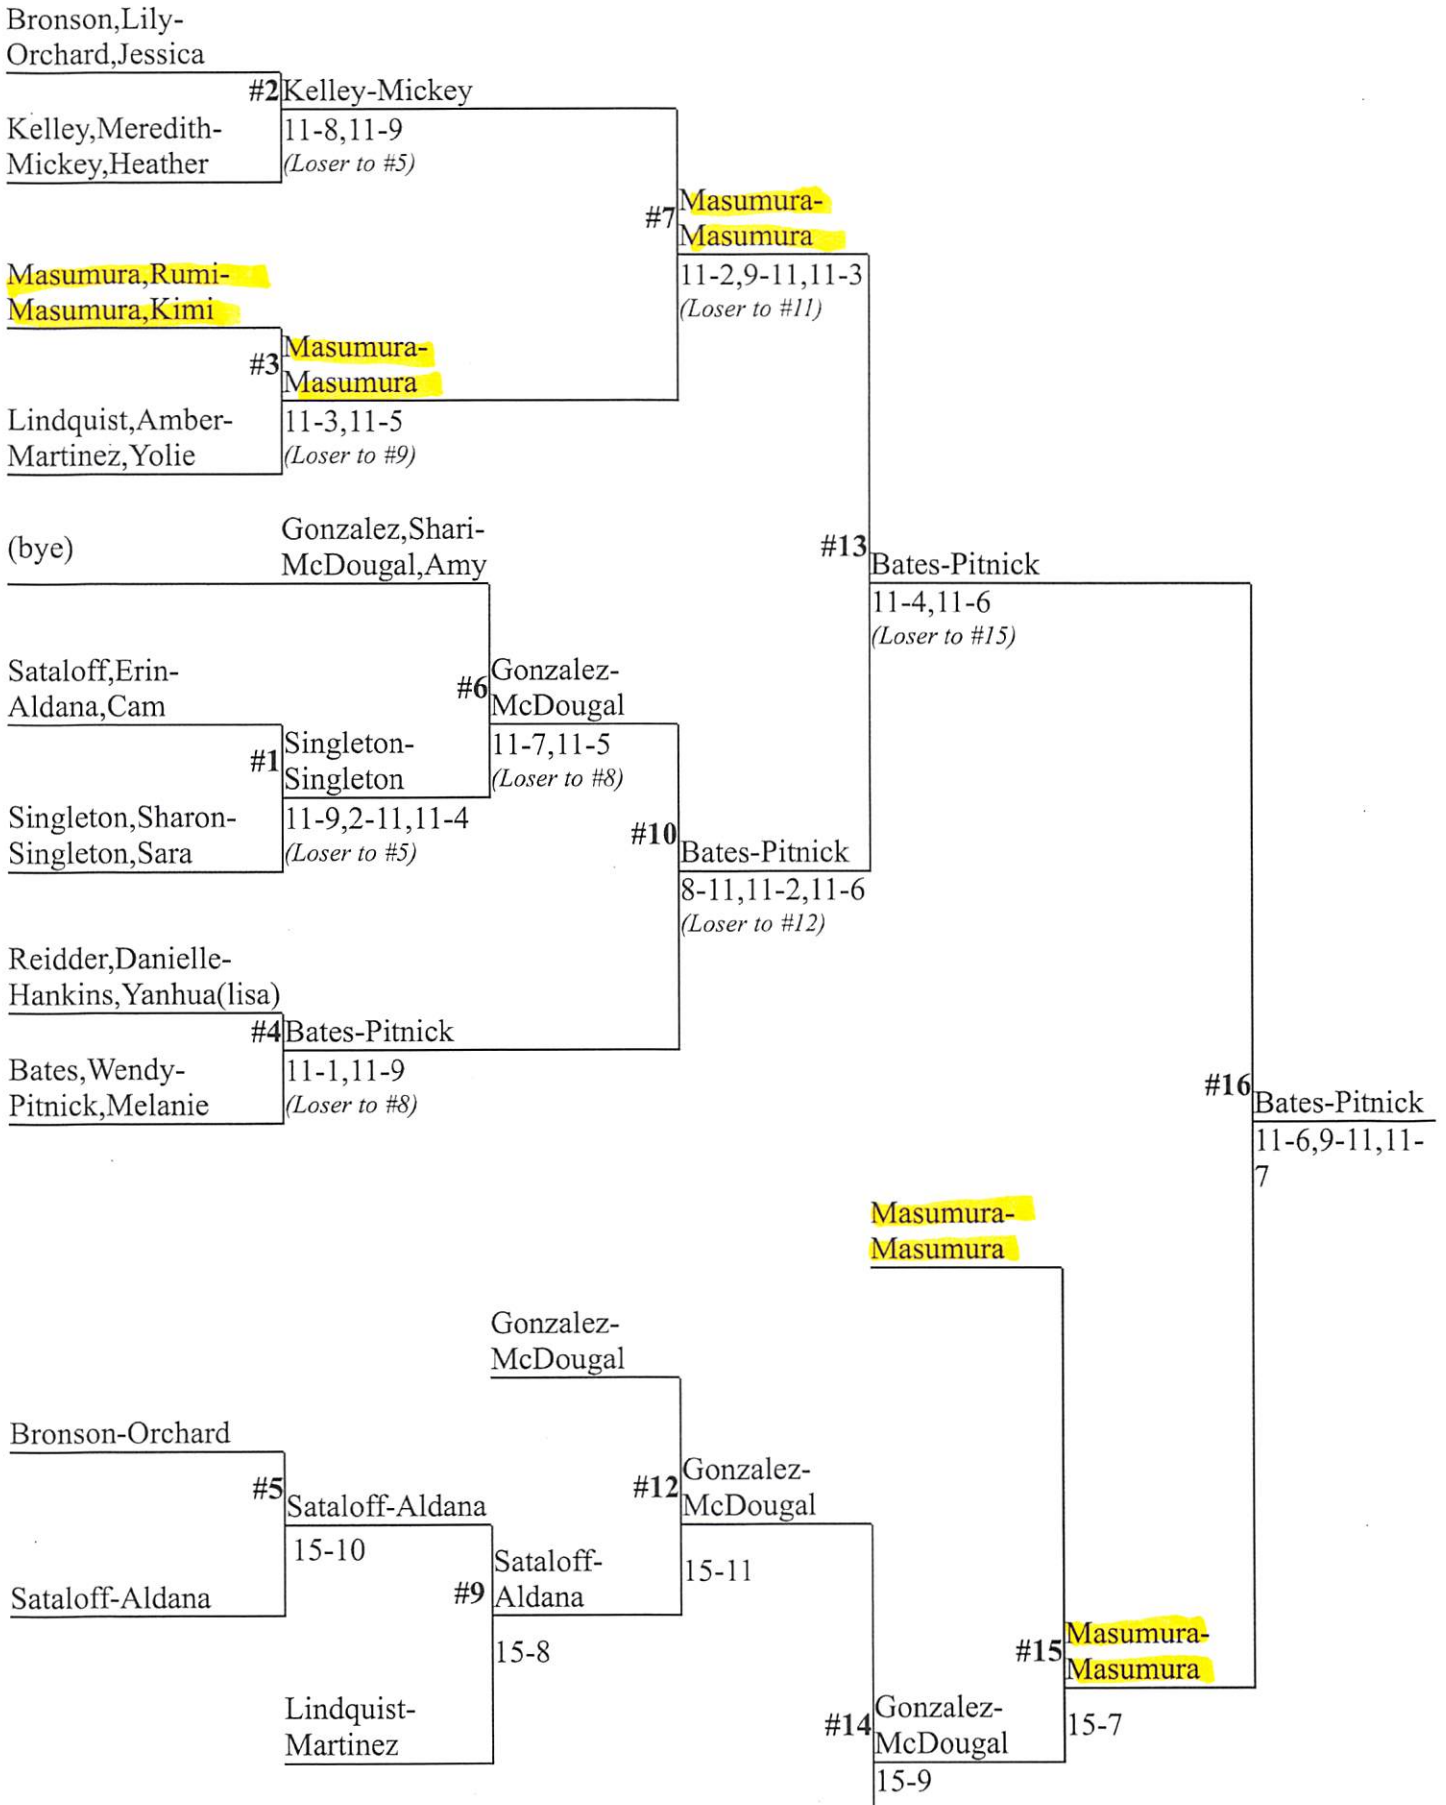 Bronson,Lily-
Orchard,Jessica
#2
Kelley-Mickey
Kelley,Meredith-
Mickey,Heather
11-8,11-9
(Loser to #5)
#7
Masumura-
Masumura
11-2,9-11,11-3
(Loser to #11)
Masumura,Rumi-
Masumura,Kimi
#3
Masumura-
Masumura
Lindquist,Amber-
Martinez,Yolie
11-3,11-5
(Loser to #9)
(bye)
Gonzalez,Shari-
McDougal,Amy
#13
Bates-Pitnick
11-4,11-6
(Loser to #15)
Sataloff,Erin-
Aldana,Cam
#6
Gonzalez-
McDougal
11-7,11-5
(Loser to #8)
#1
Singleton-
Singleton
Singleton,Sharon-
Singleton,Sara
11-9,2-11,11-4
(Loser to #5)
#10
Bates-Pitnick
8-11,11-2,11-6
(Loser to #12)
Reidder,Danielle-
Hankins,Yanhua(lisa)
#4
Bates-Pitnick
Bates,Wendy-
Pitnick,Melanie
11-1,11-9
(Loser to #8)
#16
Bates-Pitnick
11-6,9-11,11-
7
Masumura-
Masumura
Gonzalez-
McDougal
Bronson-Orchard
#5
Sataloff-Aldana
15-10
Sataloff-Aldana
#12
Gonzalez-
McDougal
15-11
#9
Sataloff-
Aldana
15-8
Lindquist-
Martinez
#15
Masumura-
Masumura
15-7
#14
Gonzalez-
McDougal
15-9